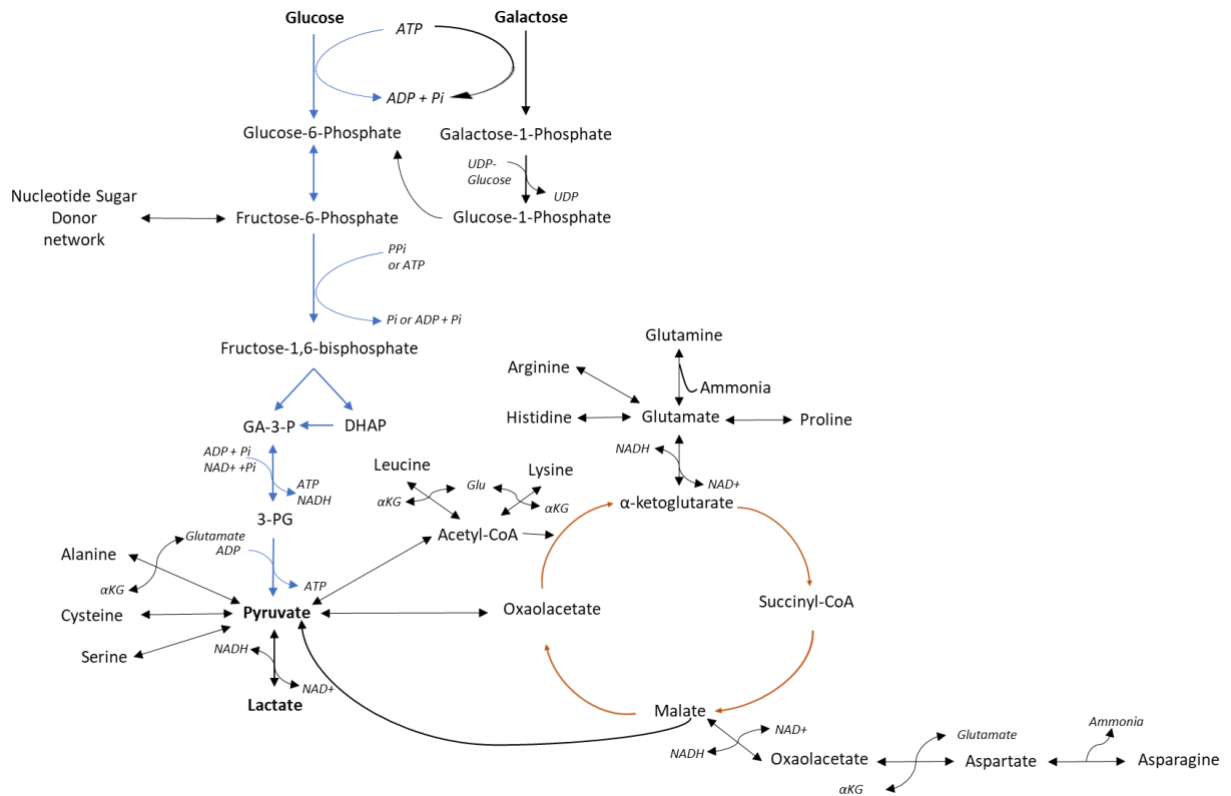 Glucose
ATP
Galactose
ADP + Pi
Glucose-6-Phosphate
Galactose-1-Phosphate
UDP-
Glucose
UDP
Nucleotide Sugar
Donor
network
Fructose-6-Phosphate
Glucose-1-Phosphate
PPi
or ATP
Pi or ADP + Pi
Fructose-1,6-bisphosphate
Glutamine
Arginine
Ammonia
Histidine
Glutamate
Proline
GA-3-P
DHAP
ADP + Pi
NAD+ +Pi
ATP
NADH
NADH
NAD+
Leucine
Lysine
Glu
αKG
αKG
α-ketoglutarate
3-PG
Acetyl-CoA
Glutamate
ADP
Alanine
αKG
ATP
Cysteine
Pyruvate
Oxaolacetate
Succinyl-CoA
Serine
NADH
NAD+
Lactate
Malate
NAD+
NADH
Oxaolacetate
Glutamate
αKG
Aspartate
Ammonia
Asparagine